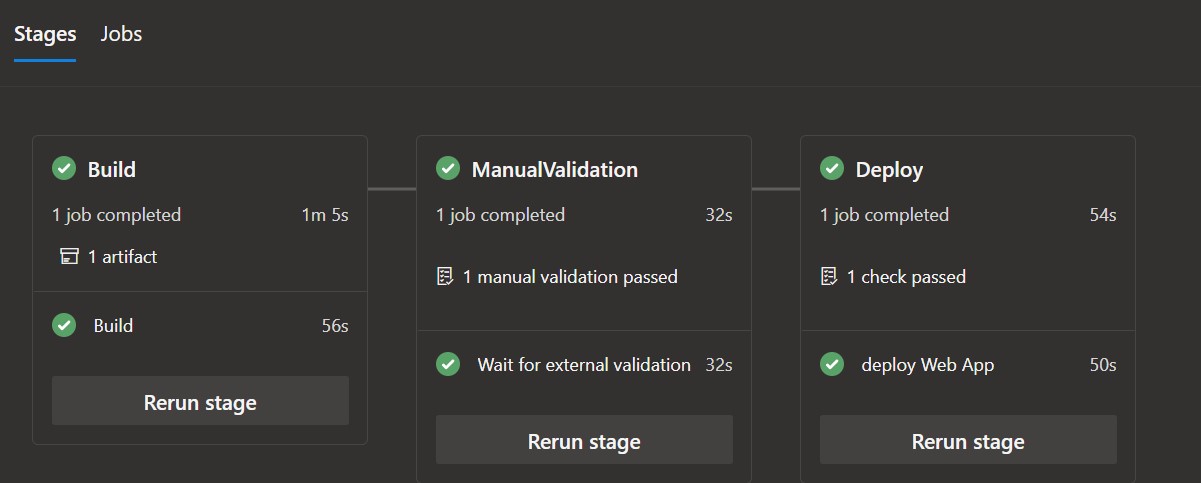 Stages Jobs
Build
1 job completed 1m 5s
1 artifact
Build 56s
Rerun stage
ManualValidation
1 job completed 32s
1 manual validation passed
Wait for external validation 32s
Rerun stage
Deploy
1 job completed 54s
1 check passed
deploy Web App 50s
Rerun stage